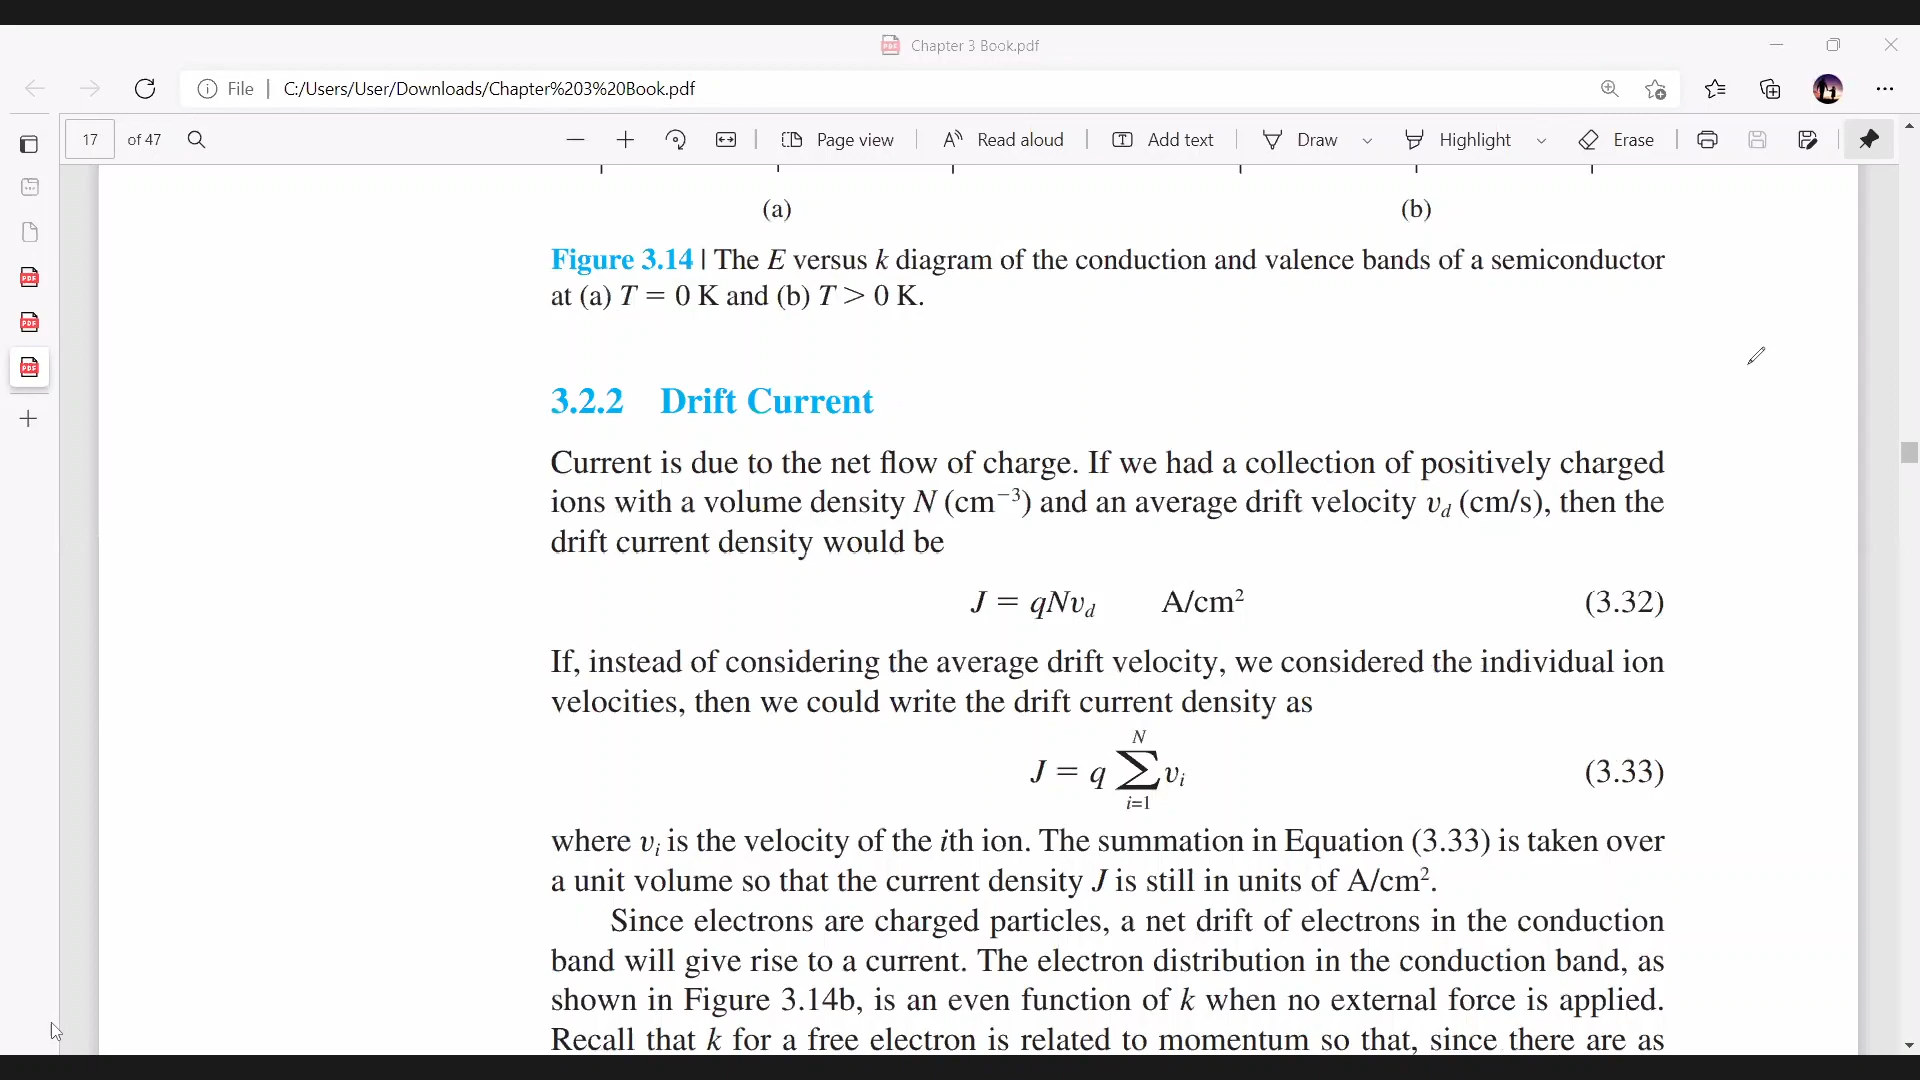 Chapter 3 Book.pdf
File | C:/Users/User/Downloads/Chapter%203%20Book.pdf
17 of 47 Page view Read aloud Add text Draw Highlight Erase
(a) (b)
Figure 3.14 | The E versus k diagram of the conduction and valence bands of a semiconductor
at (a) T = 0 K and (b) T > 0 K.
3.2.2 Drift Current
Current is due to the net flow of charge. If we had a collection of positively charged
ions with a volume density N (cm⁻³) and an average drift velocity v_d (cm/s), then the
drift current density would be
J = qNv_d A/cm² (3.32)
If, instead of considering the average drift velocity, we considered the individual ion
velocities, then we could write the drift current density as
J = q ∑_{i=1}^{N} v_i (3.33)
where v_i is the velocity of the ith ion. The summation in Equation (3.33) is taken over
a unit volume so that the current density J is still in units of A/cm².
Since electrons are charged particles, a net drift of electrons in the conduction
band will give rise to a current. The electron distribution in the conduction band, as
shown in Figure 3.14b, is an even function of k when no external force is applied.
Recall that k for a free electron is related to momentum so that, since there are as